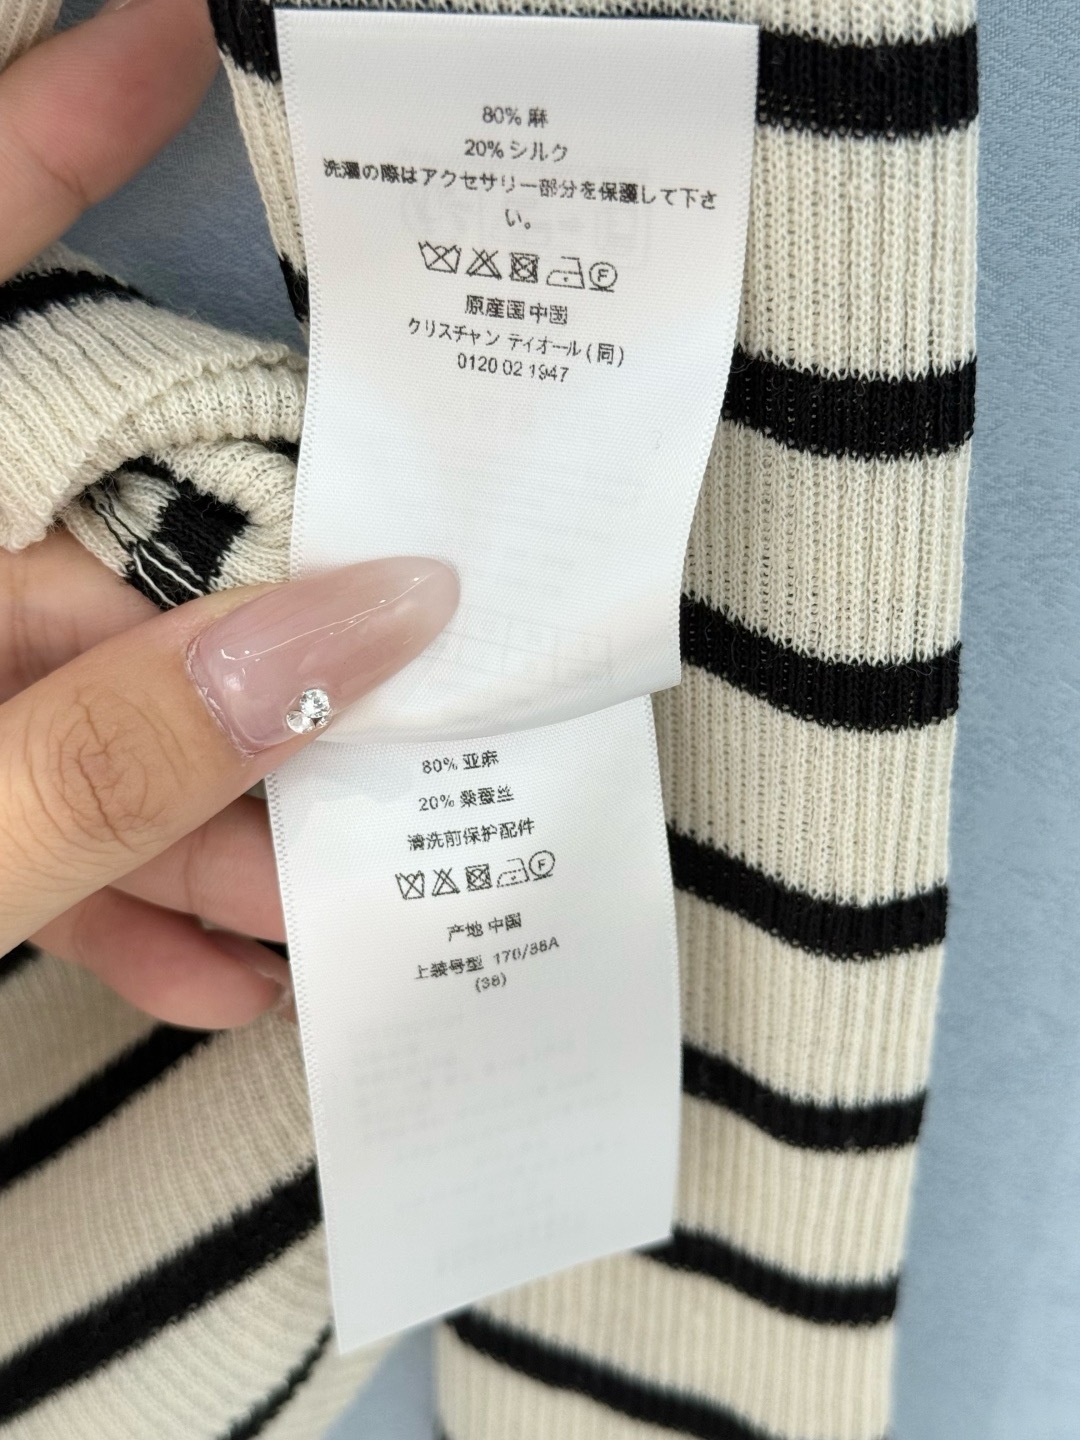 80% 麻
20% シルク
洗濯の際はアクセサリー部分を保護して下さ
い。
F
原産国中国
クリスチャン ディオール(同)
0120 02 1947
80% 亚麻
20% 桑蚕丝
清洗前保护配件
F
产地 中国
上装号型 170/88A
(38)